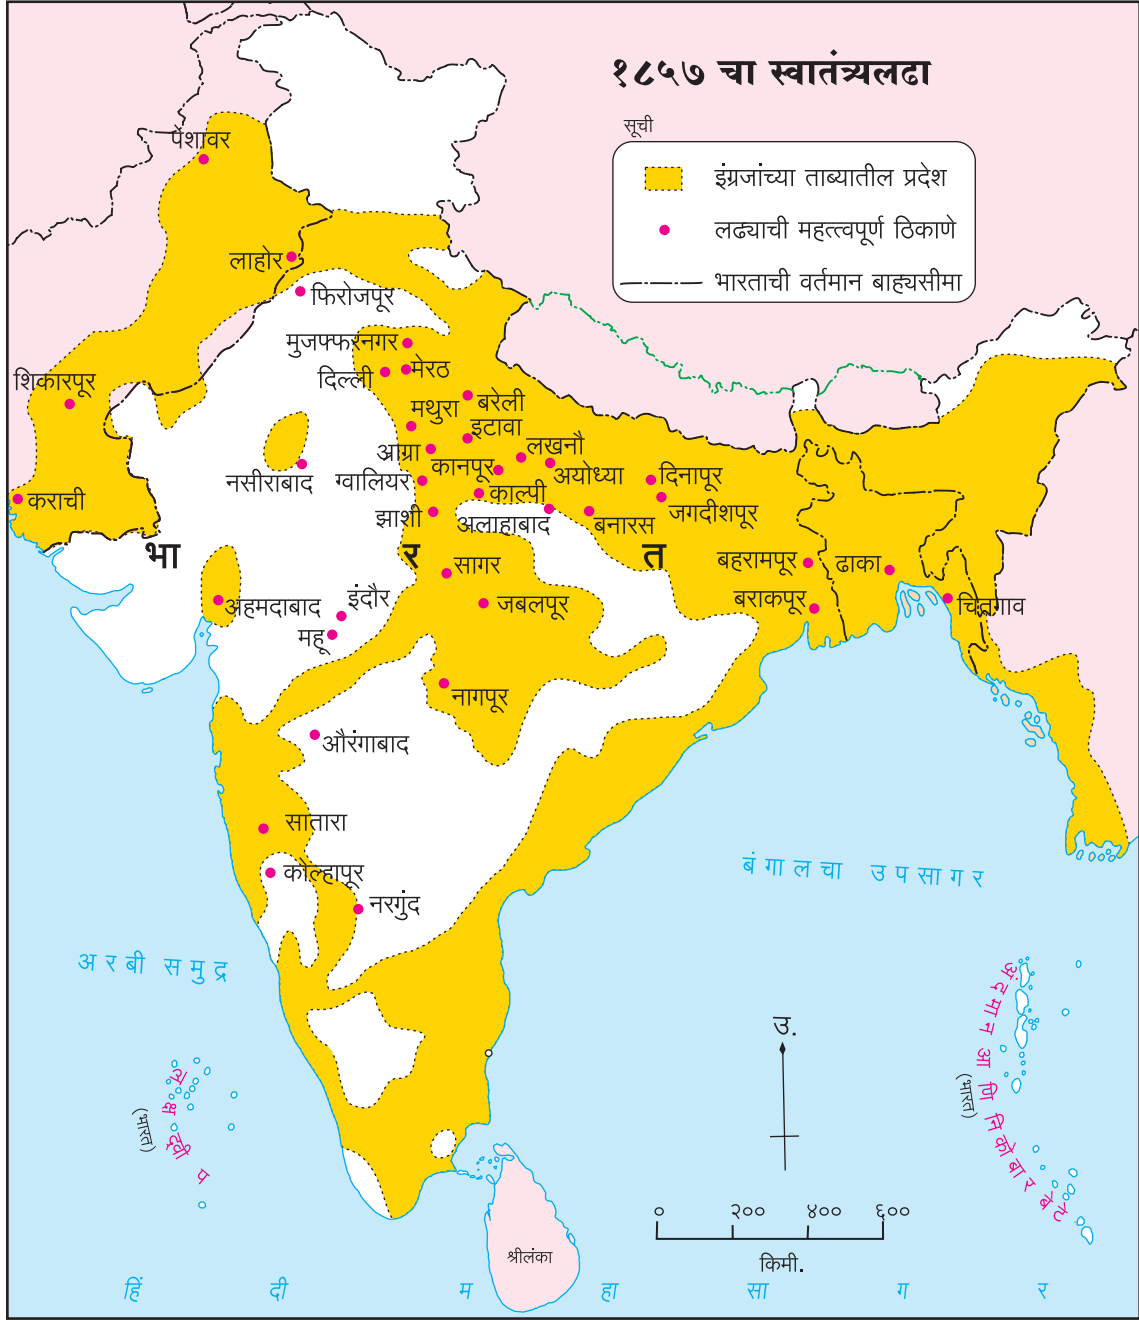 १८५७ चा स्वातंत्र्यलढा
सूची
इंग्रजांच्या ताब्यातील प्रदेश
लढ्याची महत्त्वपूर्ण ठिकाणे
भारताची वर्तमान बाह्यसीमा
पेशावर
लाहोर
फिरोजपूर
मुजफ्फरनगर
मेरठ
दिल्ली
शिकारपूर
बरेली
मथुरा
इटावा
आग्रा
लखनौ
कानपूर
अयोध्या
दिनापूर
नसीराबाद
ग्वालियर
काल्पी
कराची
झाशी
अलाहाबाद
बनारस
जगदीशपूर
भा र त
सागर
बहरामपूर
ढाका
अहमदाबाद
इंदौर
जबलपूर
बराकपूर
चितगाव
महू
नागपूर
औरंगाबाद
सातारा
कोल्हापूर
नरगुंद
बंगालचा उपसागर
अरबी समुद्र
अंदमान आणि निकोबार बेटे
(भारत)
लक्षद्वीप
(भारत)
उ.
० २०० ४०० ६००
किमी.
श्रीलंका
हिंदी महासागर